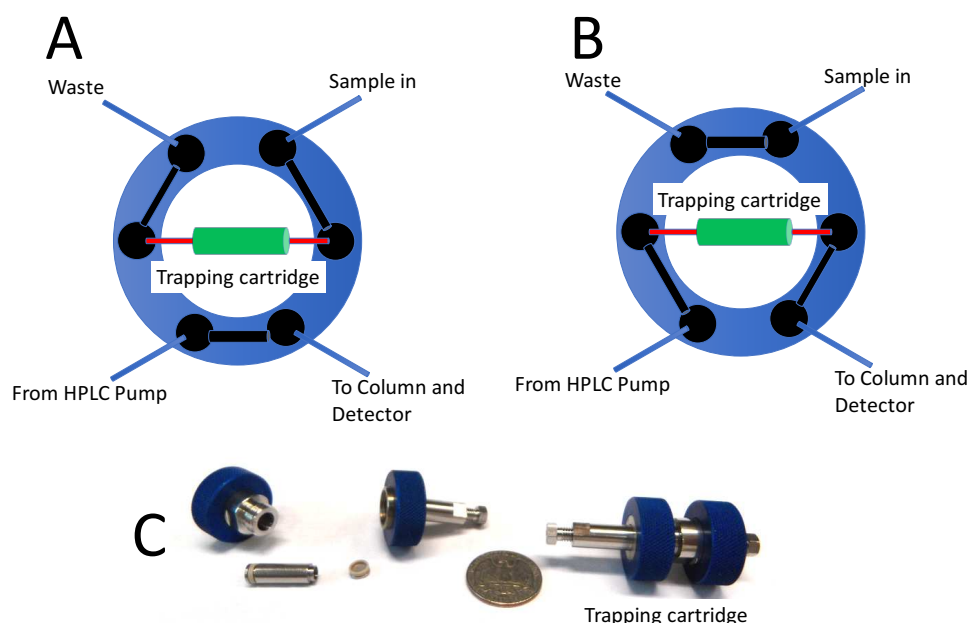 A
B
Waste
Sample in
Waste
Sample in
Trapping cartridge
Trapping cartridge
From HPLC Pump
To Column and
Detector
From HPLC Pump
To Column and
Detector
C
Trapping cartridge